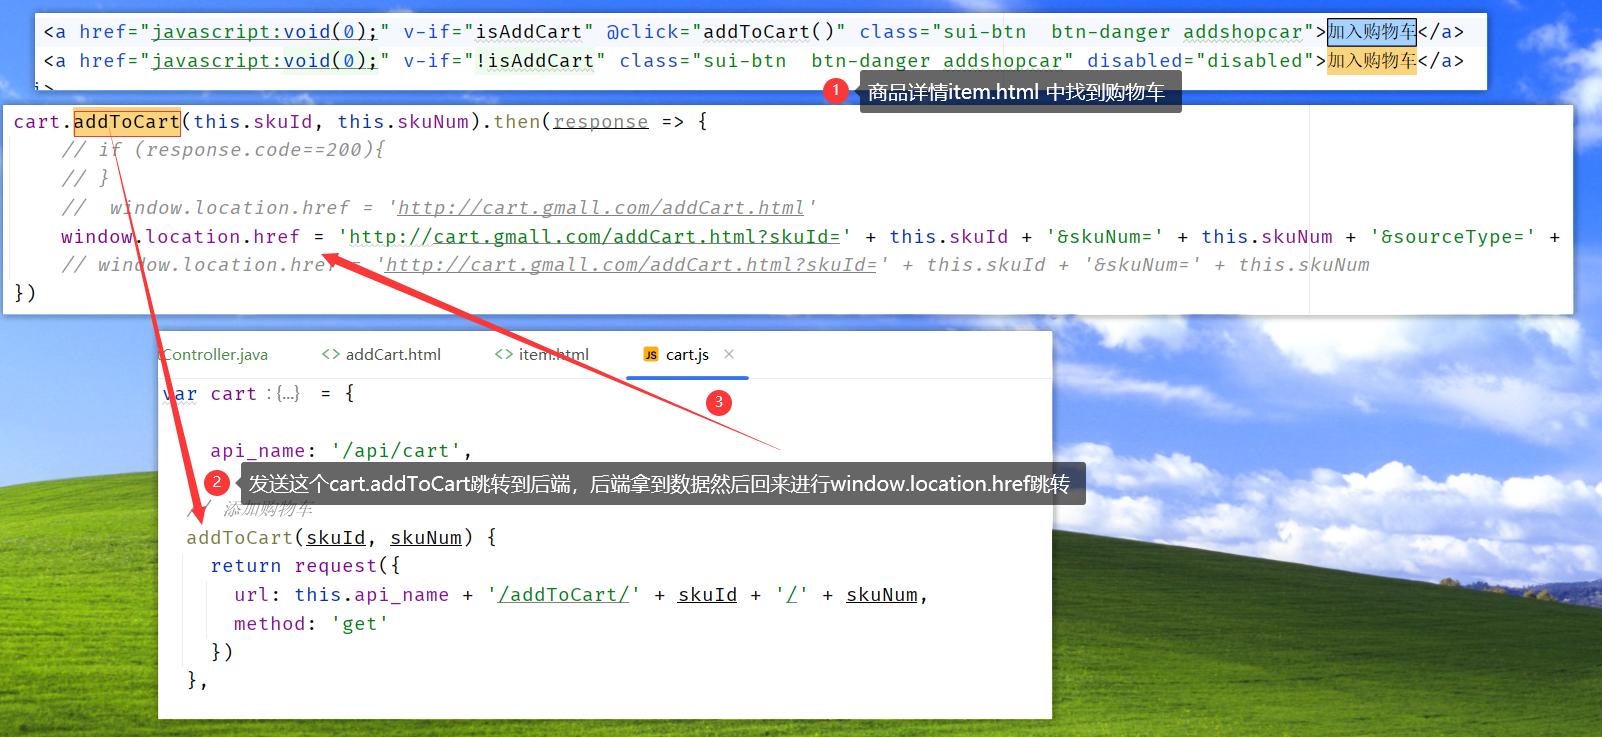 <a href="javascript:void(0);" v-if="isAddCart" @click="addToCart()" class="sui-btn  btn-danger addshopcar">加入购物车</a>
<a href="javascript:void(0);" v-if="!isAddCart" class="sui-btn  btn-danger addshopcar" disabled="disabled">加入购物车</a>
1 商品详情item.html 中找到购物车
cart.addToCart(this.skuId, this.skuNum).then(response => {
// if (response.code==200){
// }
//  window.location.href = 'http://cart.gmall.com/addCart.html'
window.location.href = 'http://cart.gmall.com/addCart.html?skuId=' + this.skuId + '&skuNum=' + this.skuNum + '&sourceType=' +
// window.location.href = 'http://cart.gmall.com/addCart.html?skuId=' + this.skuId + '&skuNum=' + this.skuNum
})
Controller.java <> addCart.html <> item.html JS cart.js ×
var cart : {...} = {
3
api_name: '/api/cart',
2 发送这个cart.addToCart跳转到后端，后端拿到数据然后回来进行window.location.href跳转
// 添加购物车
addToCart(skuId, skuNum) {
return request({
url: this.api_name + '/addToCart/' + skuId + '/' + skuNum,
method: 'get'
})
},